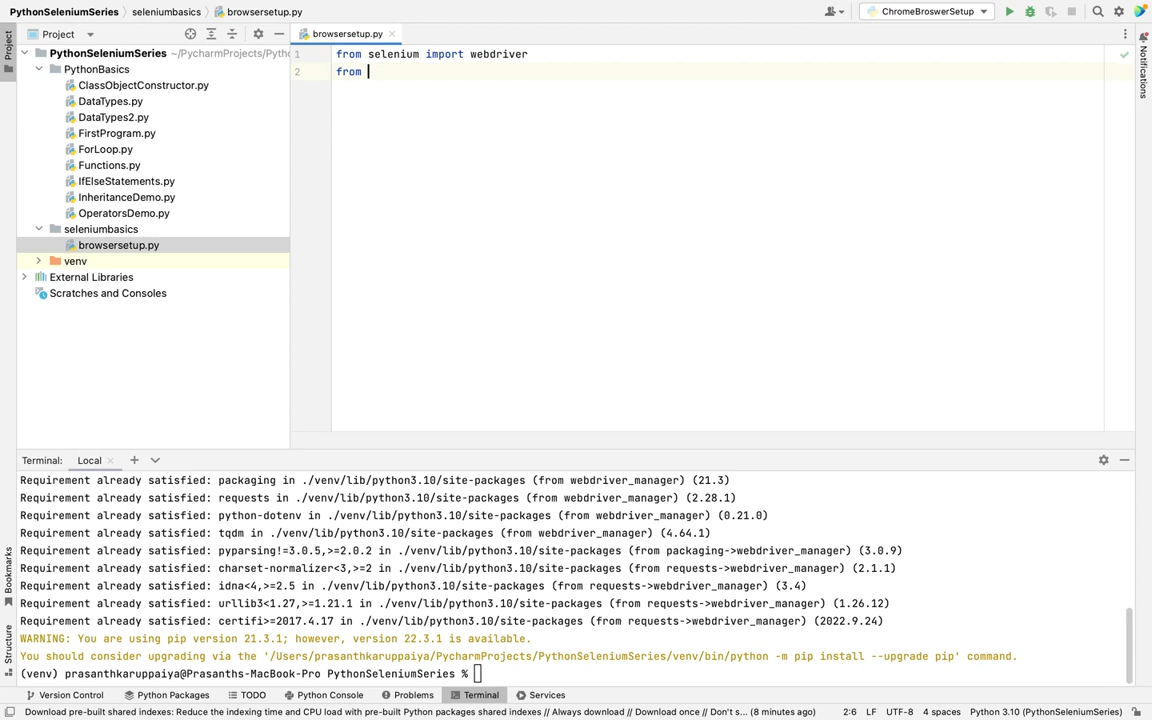 PythonSeleniumSeries seleniumbasics browsersetup.py ChromeBroswerSetup
Project browsersetup.py
PythonSeleniumSeries ~/PycharmProjects/Pytho
PythonBasics
ClassObjectConstructor.py
DataTypes.py
DataTypes2.py
FirstProgram.py
ForLoop.py
Functions.py
IfElseStatements.py
InheritanceDemo.py
OperatorsDemo.py
seleniumbasics
browsersetup.py
venv
External Libraries
Scratches and Consoles
1 from selenium import webdriver
2 from
Project
Bookmarks
Structure
Notifications
Terminal: Local
Requirement already satisfied: packaging in ./venv/lib/python3.10/site-packages (from webdriver_manager) (21.3)
Requirement already satisfied: requests in ./venv/lib/python3.10/site-packages (from webdriver_manager) (2.28.1)
Requirement already satisfied: python-dotenv in ./venv/lib/python3.10/site-packages (from webdriver_manager) (0.21.0)
Requirement already satisfied: tqdm in ./venv/lib/python3.10/site-packages (from webdriver_manager) (4.64.1)
Requirement already satisfied: pyparsing!=3.0.5,>=2.0.2 in ./venv/lib/python3.10/site-packages (from packaging->webdriver_manager) (3.0.9)
Requirement already satisfied: charset-normalizer<3,>=2 in ./venv/lib/python3.10/site-packages (from requests->webdriver_manager) (2.1.1)
Requirement already satisfied: idna<4,>=2.5 in ./venv/lib/python3.10/site-packages (from requests->webdriver_manager) (3.4)
Requirement already satisfied: urllib3<1.27,>=1.21.1 in ./venv/lib/python3.10/site-packages (from requests->webdriver_manager) (1.26.12)
Requirement already satisfied: certifi>=2017.4.17 in ./venv/lib/python3.10/site-packages (from requests->webdriver_manager) (2022.9.24)
WARNING: You are using pip version 21.3.1; however, version 22.3.1 is available.
You should consider upgrading via the '/Users/prasanthkaruppaiya/PycharmProjects/PythonSeleniumSeries/venv/bin/python -m pip install --upgrade pip' command.
(venv) prasanthkaruppaiya@Prasanths-MacBook-Pro PythonSeleniumSeries %
Version Control Python Packages TODO Python Console Problems Terminal Services
Download pre-built shared indexes: Reduce the indexing time and CPU load with pre-built Python packages shared indexes // Always download // Download once // Don't s... (8 minutes ago) 2:6 LF UTF-8 4 spaces Python 3.10 (PythonSeleniumSeries)